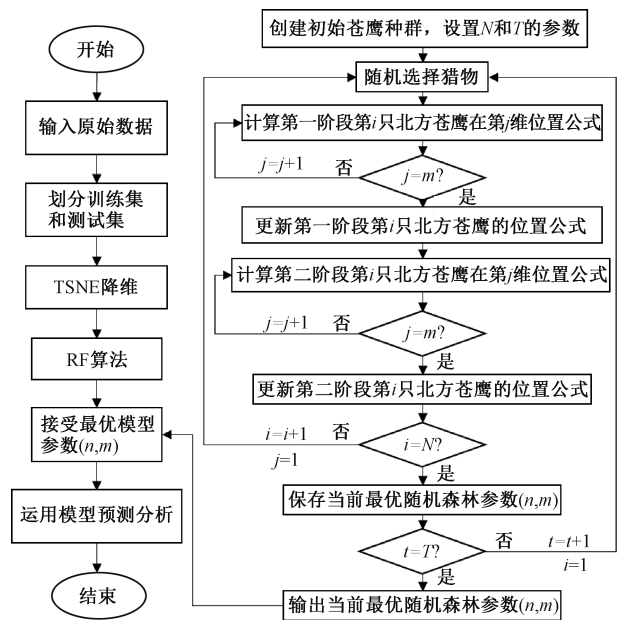 开始
输入原始数据
划分训练集
和测试集
TSNE降维
RF算法
接受最优模型
参数(n,m)
运用模型预测分析
结束
创建初始苍鹰种群，设置N和T的参数
随机选择猎物
计算第一阶段第i只北方苍鹰在第j维位置公式
j=j+1
否
j=m?
是
更新第一阶段第i只北方苍鹰的位置公式
计算第二阶段第i只北方苍鹰在第j维位置公式
j=j+1
否
j=m?
是
更新第二阶段第i只北方苍鹰的位置公式
i=i+1
否
j=1
i=N?
是
保存当前最优随机森林参数(n,m)
t=T?
否
t=t+1
i=1
是
输出当前最优随机森林参数(n,m)